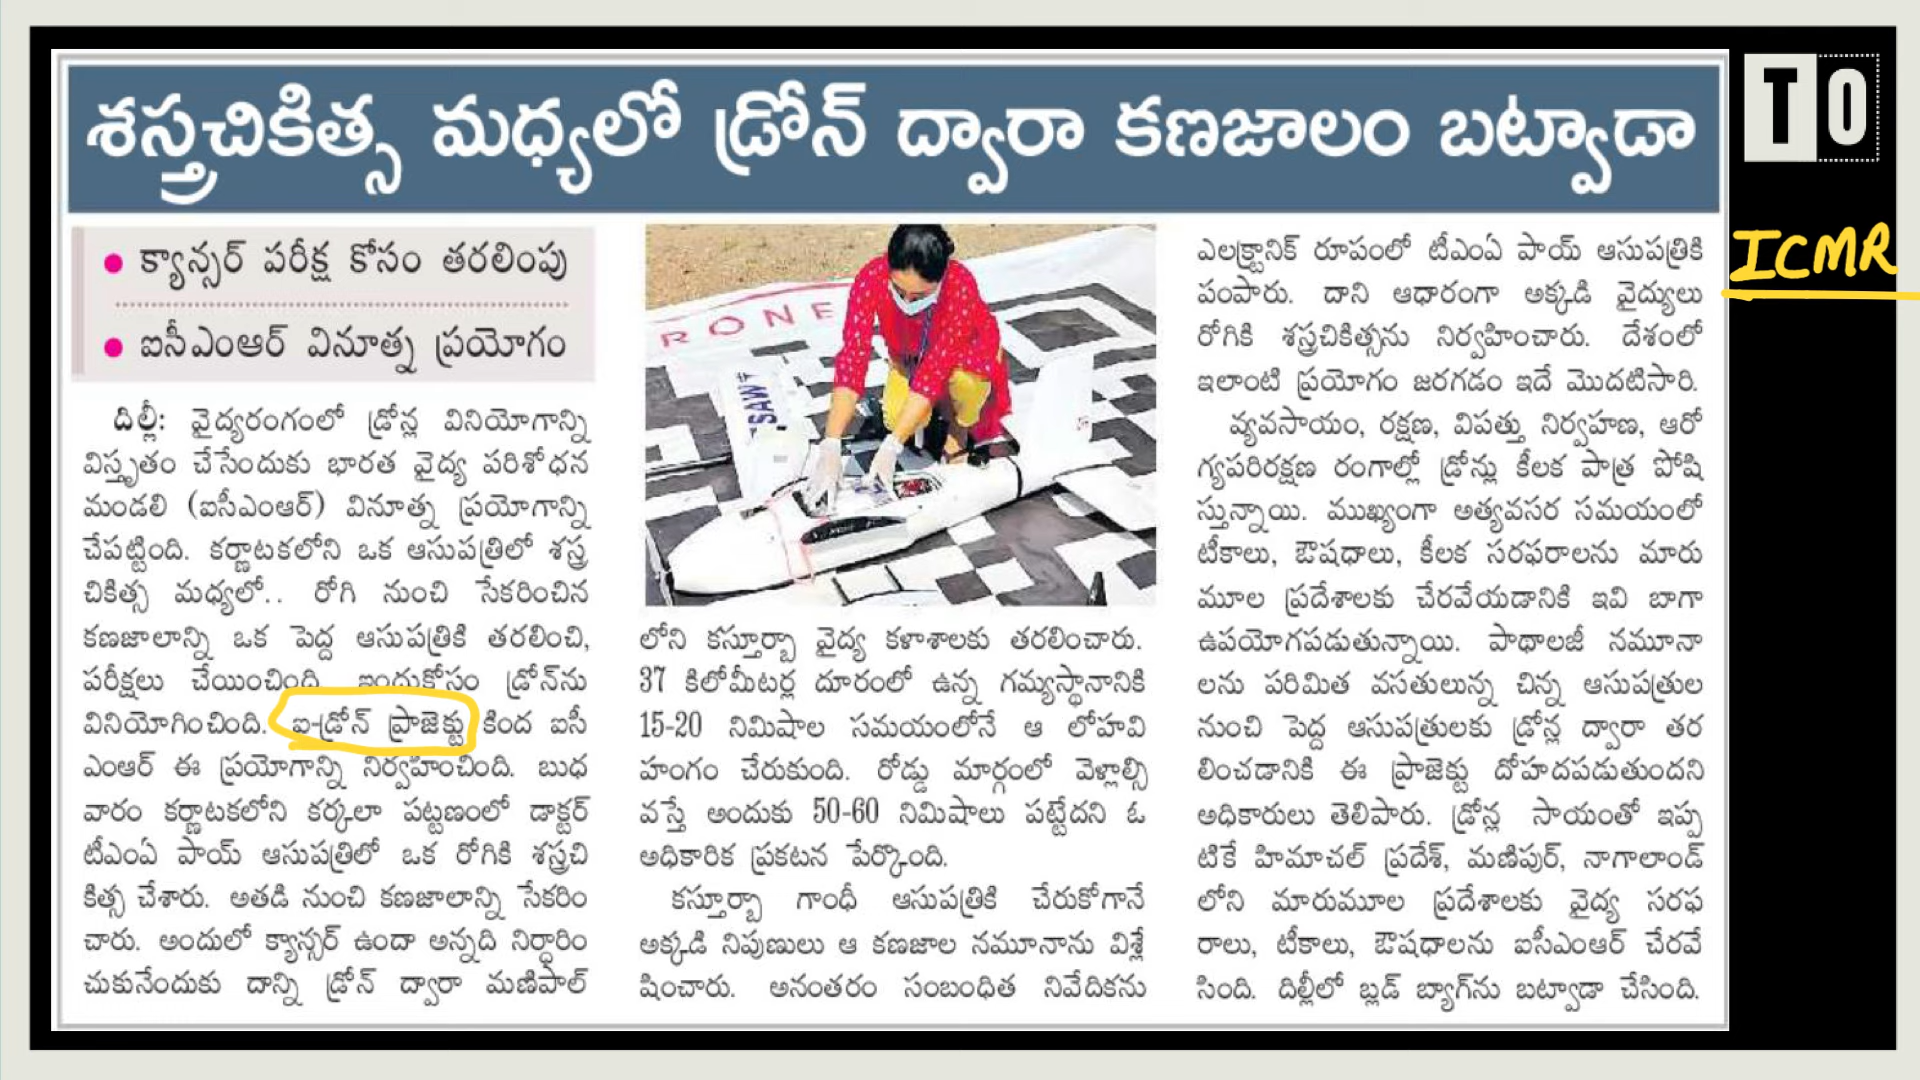 శస్త్రచికిత్స మధ్యలో డ్రోన్ ద్వారా కణజాలం బట్వాడా
• క్యాన్సర్ పరీక్ష కోసం తరలింపు
• ఐసీఎంఆర్ వినూత్న ప్రయోగం
దిల్లీ: వైద్యరంగంలో డ్రోన్ల వినియోగాన్ని
విస్తృతం చేసేందుకు భారత వైద్య పరిశోధన
మండలి (ఐసీఎంఆర్) వినూత్న ప్రయోగాన్ని
చేపట్టింది. కర్ణాటకలోని ఒక ఆసుపత్రిలో శస్త్ర
చికిత్స మధ్యలో.. రోగి నుంచి సేకరించిన
కణజాలాన్ని ఒక పెద్ద ఆసుపత్రికి తరలించి,
పరీక్షలు చేయించింది. ఇందుకోసం డ్రోన్‌ను
వినియోగించింది. ఐ-డ్రోన్ ప్రాజెక్టు కింద ఐసీ
ఎంఆర్ ఈ ప్రయోగాన్ని నిర్వహించింది. బుధ
వారం కర్ణాటకలోని కర్కలా పట్టణంలో డాక్టర్
టీఎంఏ పాయ్ ఆసుపత్రిలో ఒక రోగికి శస్త్రచి
కిత్స చేశారు. అతడి నుంచి కణజాలాన్ని సేకరిం
చారు. అందులో క్యాన్సర్ ఉందా అన్నది నిర్ధారిం
చుకునేందుకు దాన్ని డ్రోన్ ద్వారా మణిపాల్
RONE
TSAW
లోని కస్తూర్బా వైద్య కళాశాలకు తరలించారు.
37 కిలోమీటర్ల దూరంలో ఉన్న గమ్యస్థానానికి
15-20 నిమిషాల సమయంలోనే ఆ లోహవి
హంగం చేరుకుంది. రోడ్డు మార్గంలో వెళ్లాల్సి
వస్తే అందుకు 50-60 నిమిషాలు పట్టేదని ఓ
అధికారిక ప్రకటన పేర్కొంది.
కస్తూర్బా గాంధీ ఆసుపత్రికి చేరుకోగానే
అక్కడి నిపుణులు ఆ కణజాల నమూనాను విశ్లే
షించారు. అనంతరం సంబంధిత నివేదికను
ఎలక్ట్రానిక్ రూపంలో టీఎంఏ పాయ్ ఆసుపత్రికి
పంపారు. దాని ఆధారంగా అక్కడి వైద్యులు
రోగికి శస్త్రచికిత్సను నిర్వహించారు. దేశంలో
ఇలాంటి ప్రయోగం జరగడం ఇదే మొదటిసారి.
వ్యవసాయం, రక్షణ, విపత్తు నిర్వహణ, ఆరో
గ్యపరిరక్షణ రంగాల్లో డ్రోన్లు కీలక పాత్ర పోషి
స్తున్నాయి. ముఖ్యంగా అత్యవసర సమయంలో
టీకాలు, ఔషధాలు, కీలక సరఫరాలను మారు
మూల ప్రదేశాలకు చేరవేయడానికి ఇవి బాగా
ఉపయోగపడుతున్నాయి. పాథాలజీ నమూనా
లను పరిమిత వసతులున్న చిన్న ఆసుపత్రుల
నుంచి పెద్ద ఆసుపత్రులకు డ్రోన్ల ద్వారా తర
లించడానికి ఈ ప్రాజెక్టు దోహదపడుతుందని
అధికారులు తెలిపారు. డ్రోన్ల సాయంతో ఇప్ప
టికే హిమాచల్ ప్రదేశ్, మణిపుర్, నాగాలాండ్
లోని మారుమూల ప్రదేశాలకు వైద్య సరఫ
రాలు, టీకాలు, ఔషధాలను ఐసీఎంఆర్ చేరవే
సింది. దిల్లీలో బ్లడ్ బ్యాగ్‌ను బట్వాడా చేసింది.
TO
ICMR